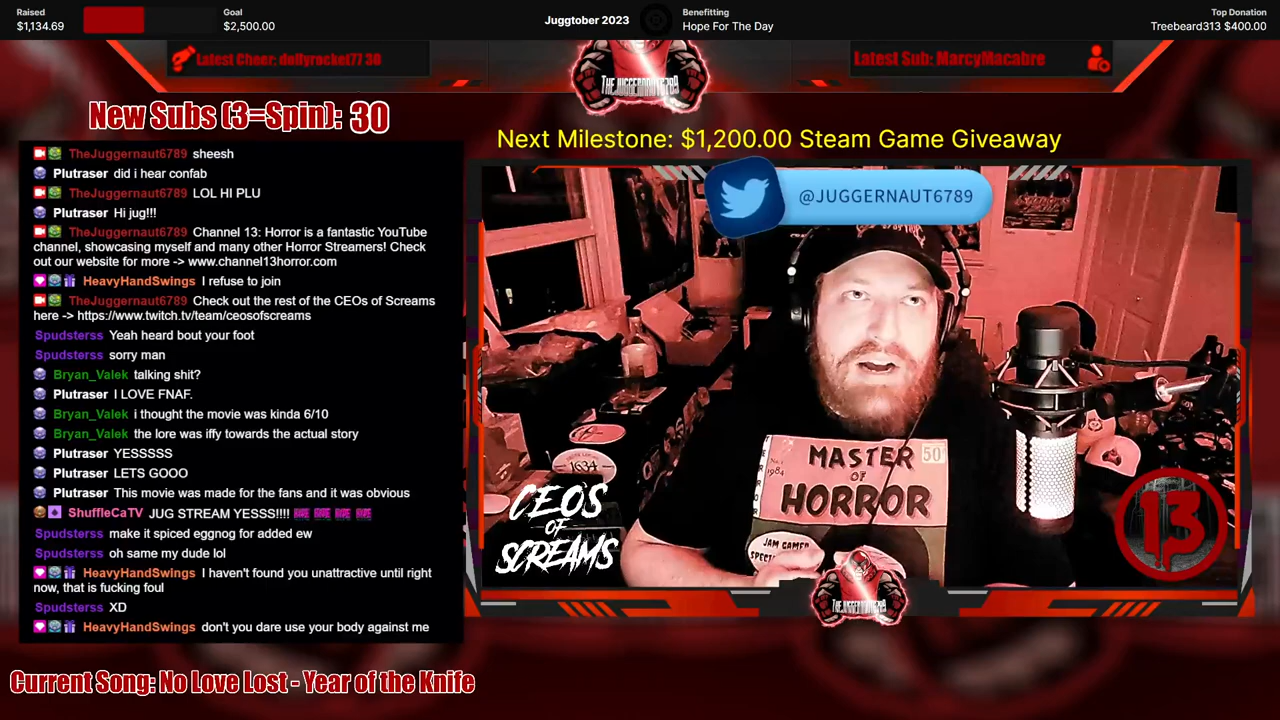 Raised
$1,134.69
Goal
$2,500.00
Juggtober 2023
Benefitting
Hope For The Day
Top Donation
Treebeard313 $400.00
Latest Cheer: dollyrocket77 30
THEJUGGERNAUT6789
Latest Sub: MarcyMacabre
New Subs (3=Spin): 30
Next Milestone: $1,200.00 Steam Game Giveaway
@JUGGERNAUT6789
TheJuggernaut6789 sheesh
Plutraser did i hear confab
TheJuggernaut6789 LOL HI PLU
Plutraser Hi jug!!!
TheJuggernaut6789 Channel 13: Horror is a fantastic YouTube
channel, showcasing myself and many other Horror Streamers! Check
out our website for more -> www.channel13horror.com
HeavyHandSwings I refuse to join
TheJuggernaut6789 Check out the rest of the CEOs of Screams
here -> https://www.twitch.tv/team/ceosofscreams
Spudsterss Yeah heard bout your foot
Spudsterss sorry man
Bryan_Valek talking shit?
Plutraser I LOVE FNAF.
Bryan_Valek i thought the movie was kinda 6/10
Bryan_Valek the lore was iffy towards the actual story
Plutraser YESSSSS
Plutraser LETS GOOO
Plutraser This movie was made for the fans and it was obvious
ShuffleCaTV JUG STREAM YESSS!!!!
Spudsterss make it spiced eggnog for added ew
Spudsterss oh same my dude lol
HeavyHandSwings I haven't found you unattractive until right
now, that is fucking foul
Spudsterss XD
HeavyHandSwings don't you dare use your body against me
1634
No. 1
1984
MASTER
OF
HORROR
50
JAM GAMED
CEOS
OF
SCREAMS
13
THEJUGGERNAUT6789
Current Song: No Love Lost - Year of the Knife